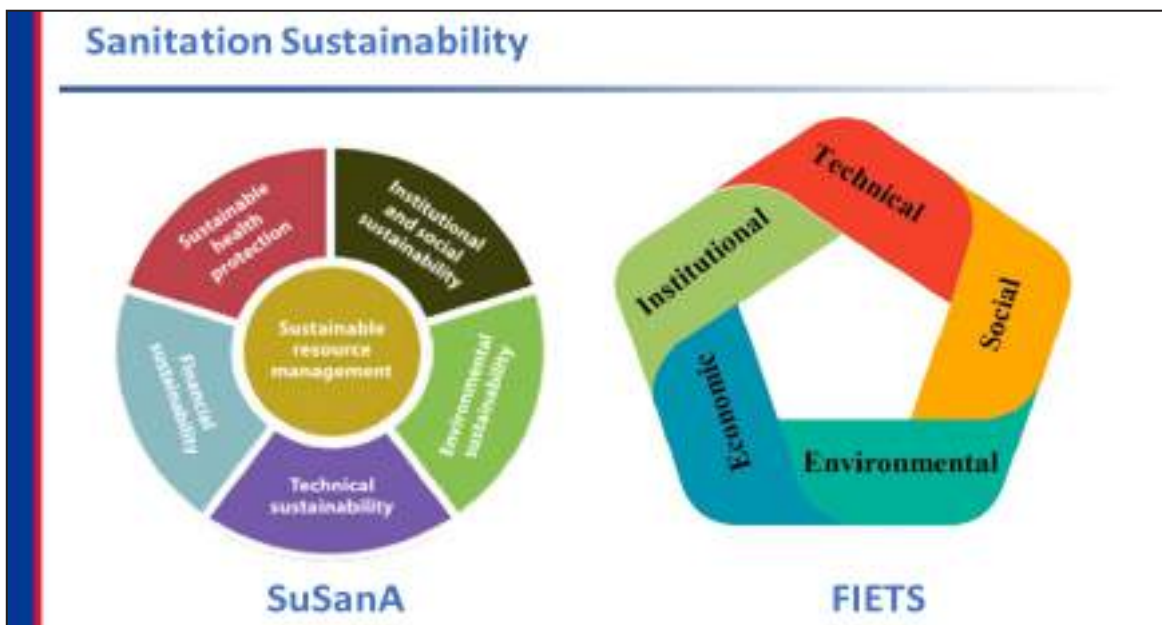 Sanitation Sustainability
Sustainable
health
protection
Institutional
and social
sustainability
Sustainable
resource
management
Financial
sustainability
Environmental
sustainability
Technical
sustainability
SuSanA
Technical
Institutional
Social
Economic
Environmental
FIETS